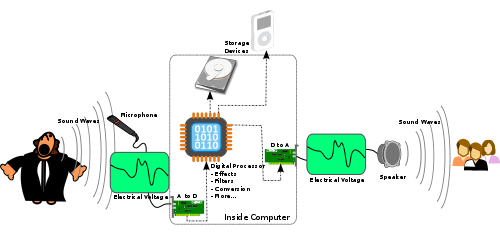 Storage
Devices
Sound Waves
Microphone
0101
1010
0110
Sound Waves
D to A
Digital Processor
- Effects
- Filters
- Conversion
- More...
Electrical Voltage
Speaker
Electrical Voltage
A to D
Inside Computer